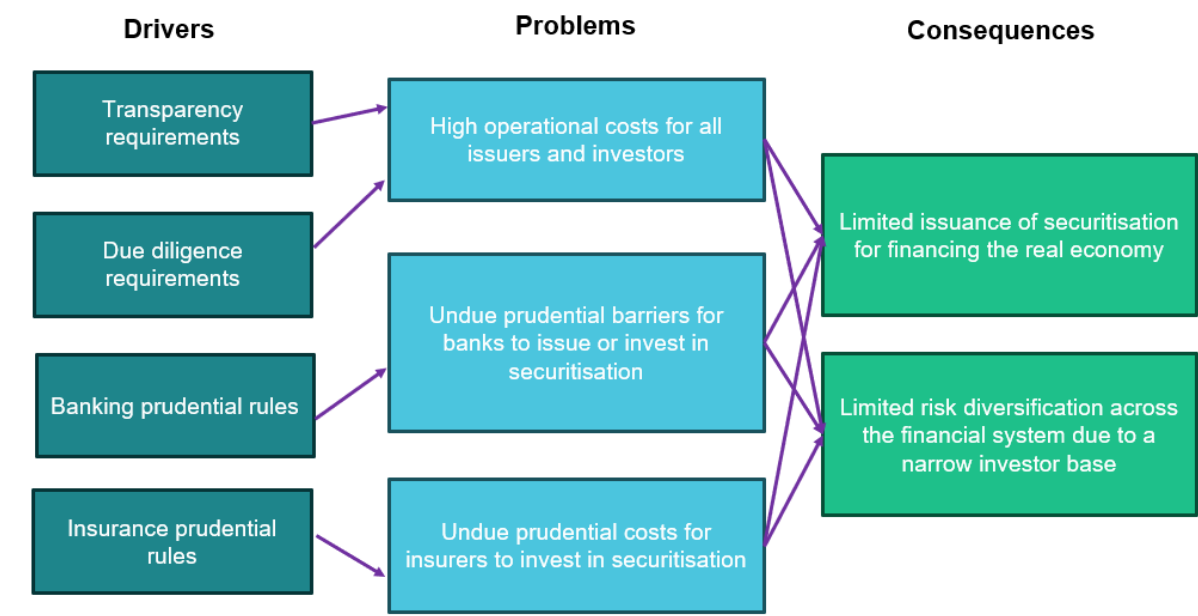 Drivers
Problems
Consequences
Transparency
requirements
Due diligence
requirements
Banking prudential rules
Insurance prudential
rules
High operational costs for all
issuers and investors
Undue prudential barriers for
banks to issue or invest in
securitisation
Undue prudential costs for
insurers to invest in securitisation
Limited issuance of securitisation
for financing the real economy
Limited risk diversification across
the financial system due to a
narrow investor base